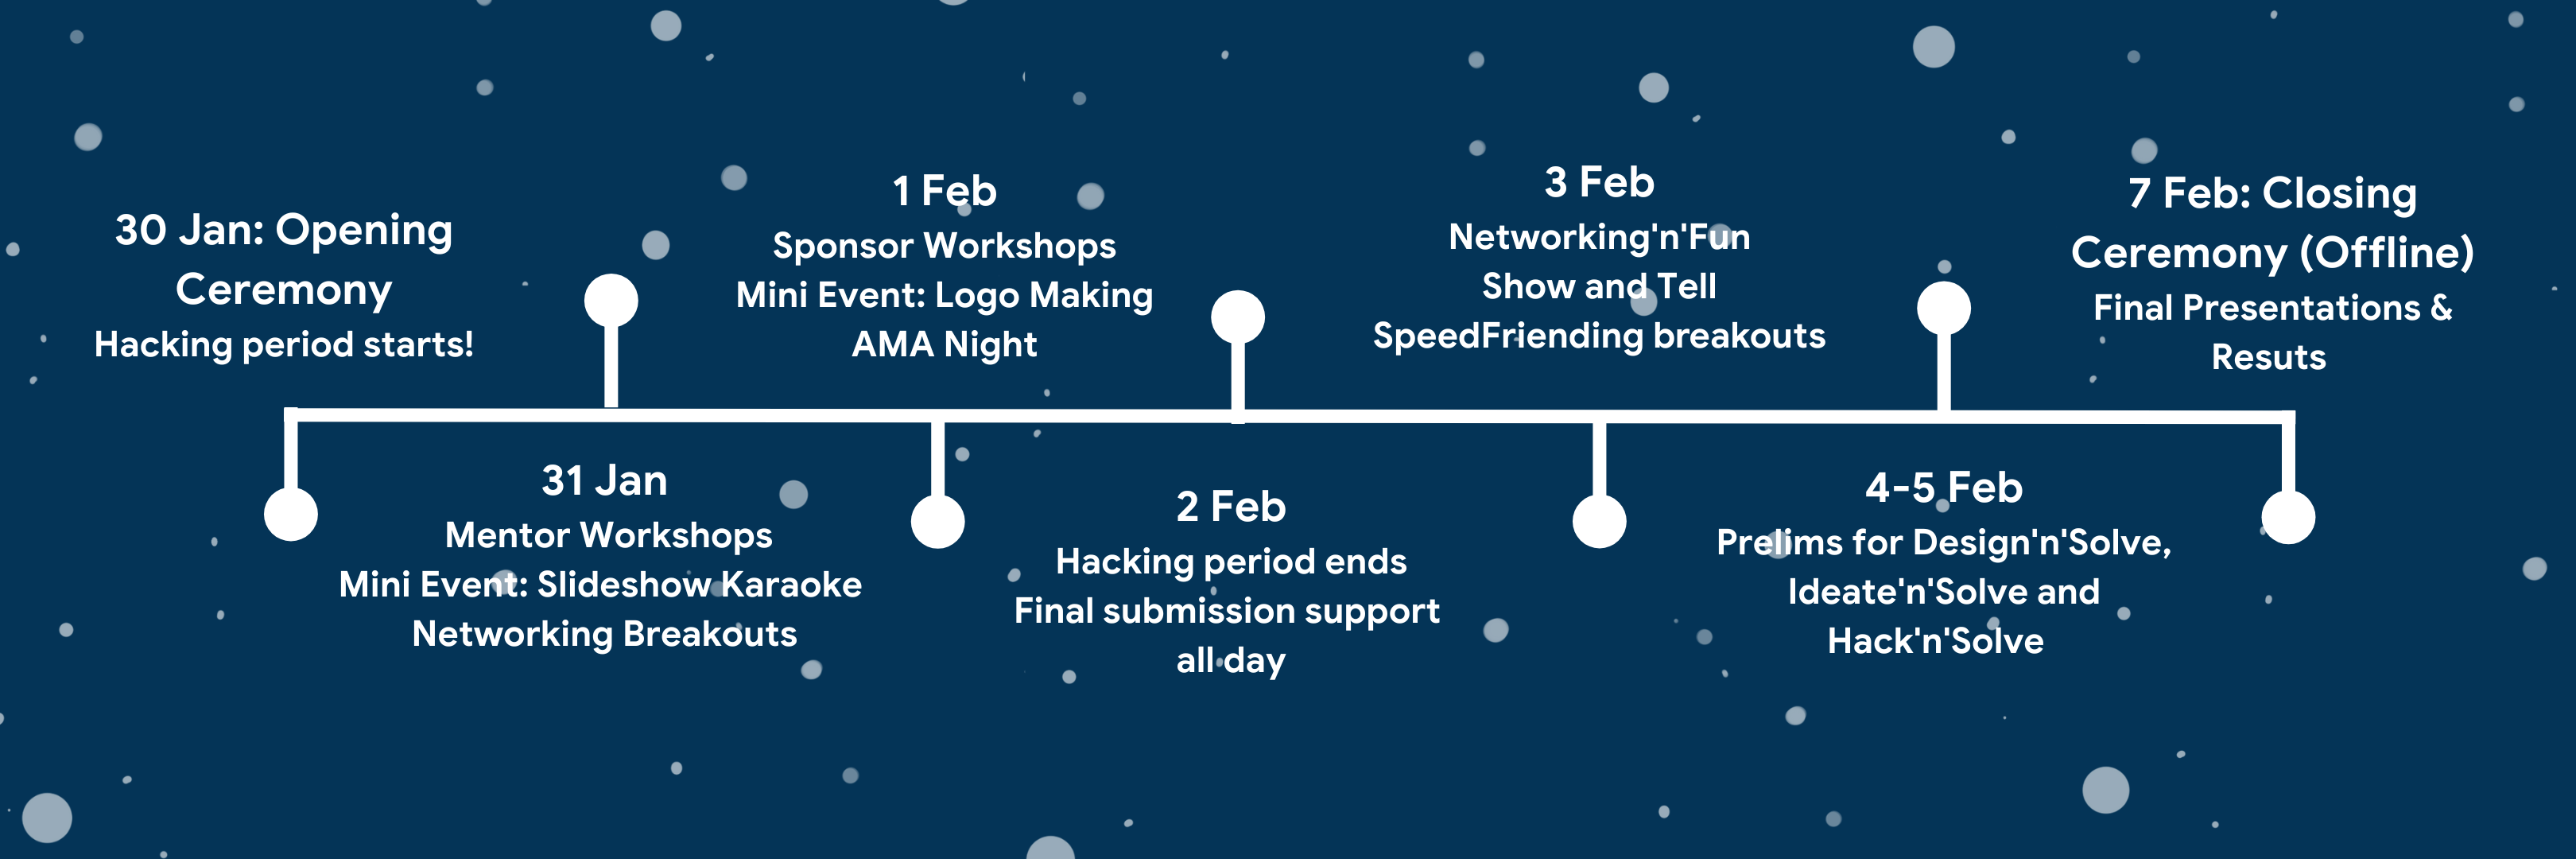 30 Jan: Opening
Ceremony
Hacking period starts!
31 Jan
Mentor Workshops
Mini Event: Slideshow Karaoke
Networking Breakouts
1 Feb
Sponsor Workshops
Mini Event: Logo Making
AMA Night
2 Feb
Hacking period ends
Final submission support
all day
3 Feb
Networking'n'Fun
Show and Tell
SpeedFriending breakouts
4-5 Feb
Prelims for Design'n'Solve,
Ideate'n'Solve and
Hack'n'Solve
7 Feb: Closing
Ceremony (Offline)
Final Presentations &
Resuts